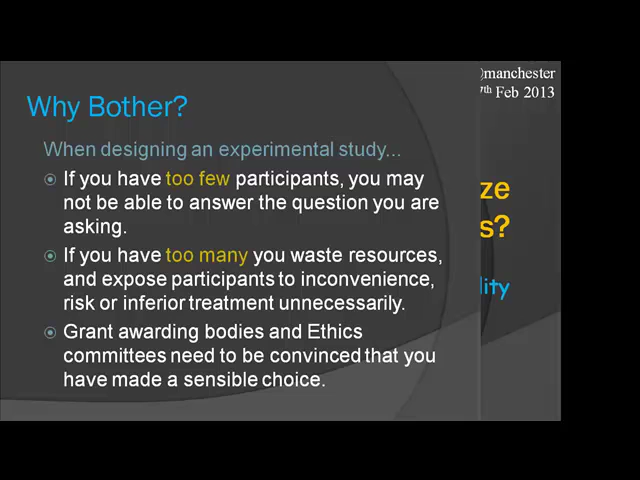 Why Bother?
When designing an experimental study...
If you have too few participants, you may
not be able to answer the question you are
asking.
If you have too many you waste resources,
and expose participants to inconvenience,
risk or inferior treatment unnecessarily.
Grant awarding bodies and Ethics
committees need to be convinced that you
have made a sensible choice.
manchester
7th Feb 2013
ze
s?
lity